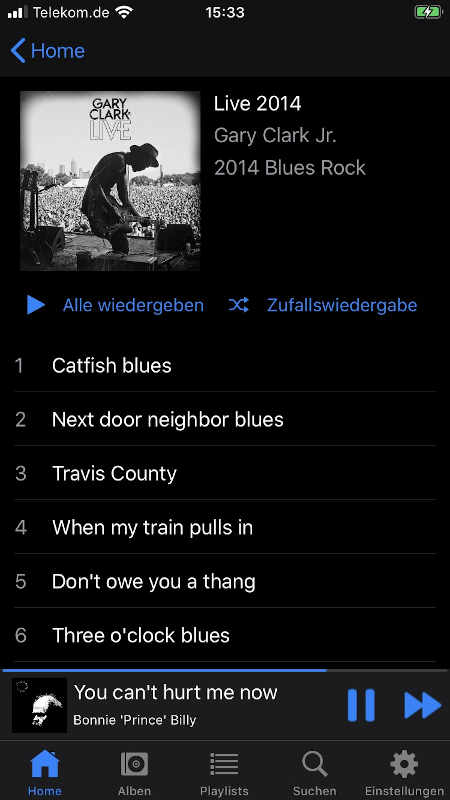 Telekom.de 15:33
Home
GARY
CLARK JR
LIVE
Live 2014
Gary Clark Jr.
2014 Blues Rock
Alle wiedergeben Zufallswiedergabe
1 Catfish blues
2 Next door neighbor blues
3 Travis County
4 When my train pulls in
5 Don't owe you a thang
6 Three o'clock blues
You can't hurt me now
Bonnie 'Prince' Billy
Home Alben Playlists Suchen Einstellungen